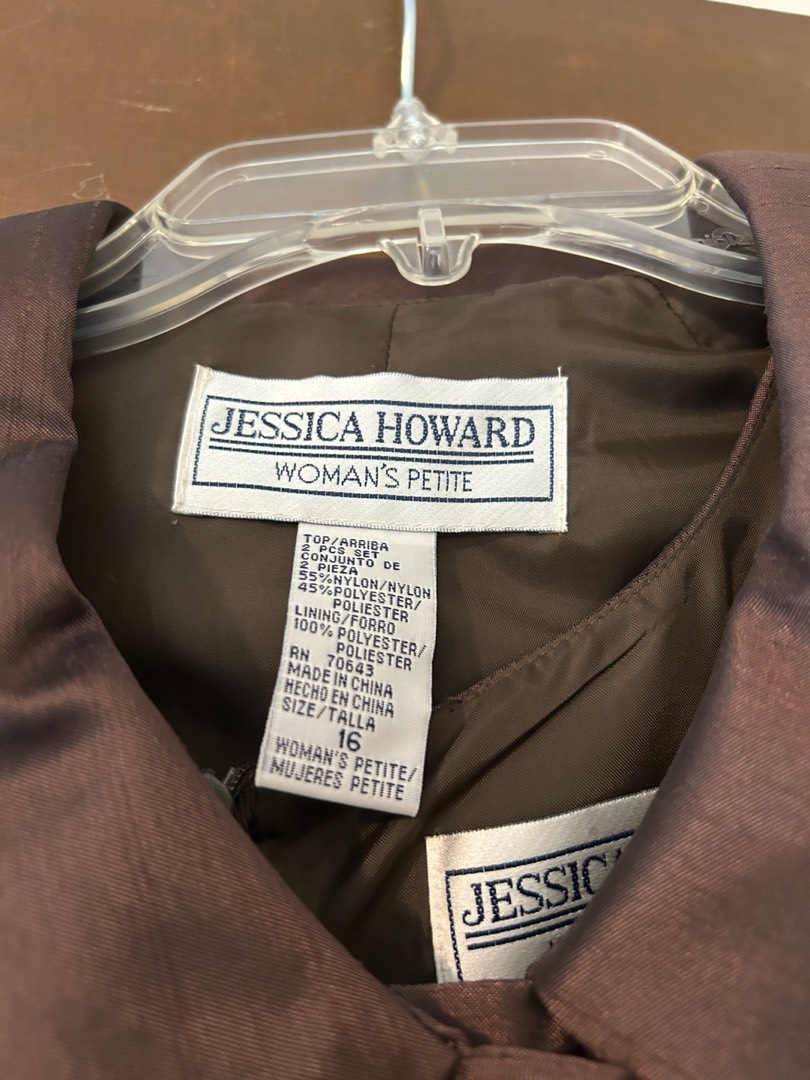 JESSICA HOWARD
WOMAN'S PETITE
TOP/ARRIBA
2 PCS SET
CONJUNTO DE
2 PIEZA
55%NYLON/NYLON
45%POLYESTER/
POLIESTER
LINING/FORRO
100% POLYESTER/
POLIESTER
RN 70643
MADE IN CHINA
HECHO EN CHINA
SIZE/TALLA
16
WOMAN'S PETITE/
MUJERES PETITE
JESSIC